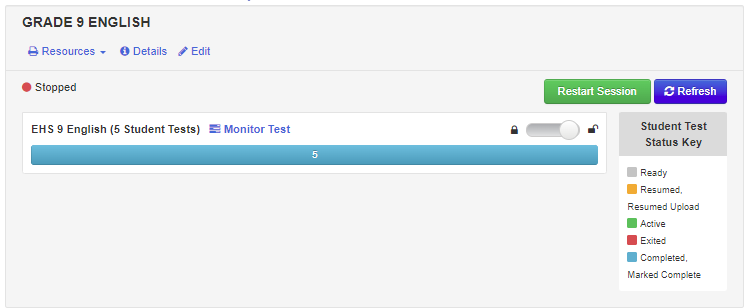 GRADE 9 ENGLISH
Resources Details Edit
Stopped
Restart Session Refresh
EHS 9 English (5 Student Tests) Monitor Test
5
Student Test
Status Key
Ready
Resumed,
Resumed Upload
Active
Exited
Completed,
Marked Complete